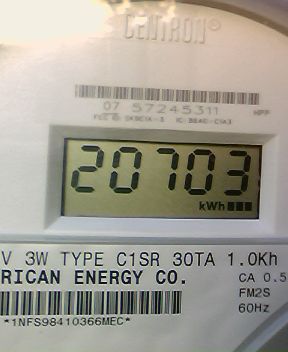 CENTRON®
07 57245311
20703
kWh
V 3W TYPE C1SR 30TA 1.0Kh
RICAN ENERGY CO.
CA 0.5
FM2S
60Hz
*1NFS98410366MEC*